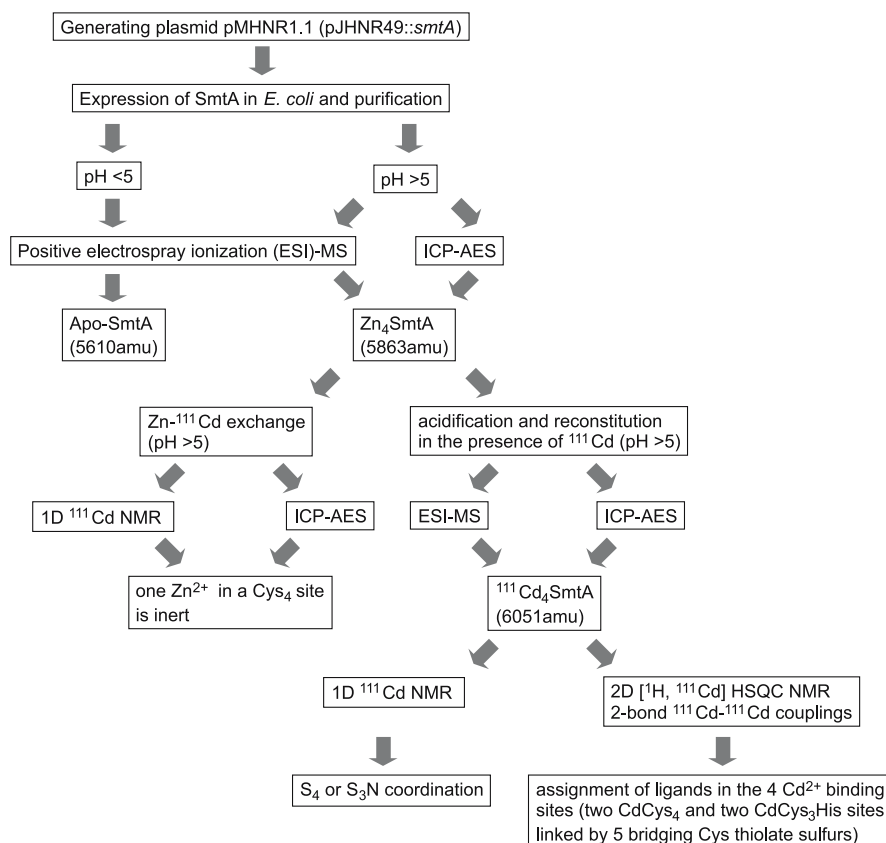 Generating plasmid pMHNR1.1 (pJHNR49::smtA)
Expression of SmtA in E. coli and purification
pH <5
pH >5
Positive electrospray ionization (ESI)-MS
ICP-AES
Apo-SmtA
(5610amu)
Zn₄SmtA
(5863amu)
Zn-¹¹¹Cd exchange
(pH >5)
acidification and reconstitution
in the presence of ¹¹¹Cd (pH >5)
1D ¹¹¹Cd NMR
ICP-AES
ESI-MS
ICP-AES
one Zn²⁺ in a Cys₄ site
is inert
¹¹¹Cd₄SmtA
(6051amu)
1D ¹¹¹Cd NMR
2D [¹H, ¹¹¹Cd] HSQC NMR
2-bond ¹¹¹Cd-¹¹¹Cd couplings
S₄ or S₃N coordination
assignment of ligands in the 4 Cd²⁺ binding
sites (two CdCys₄ and two CdCys₃His sites
linked by 5 bridging Cys thiolate sulfurs)